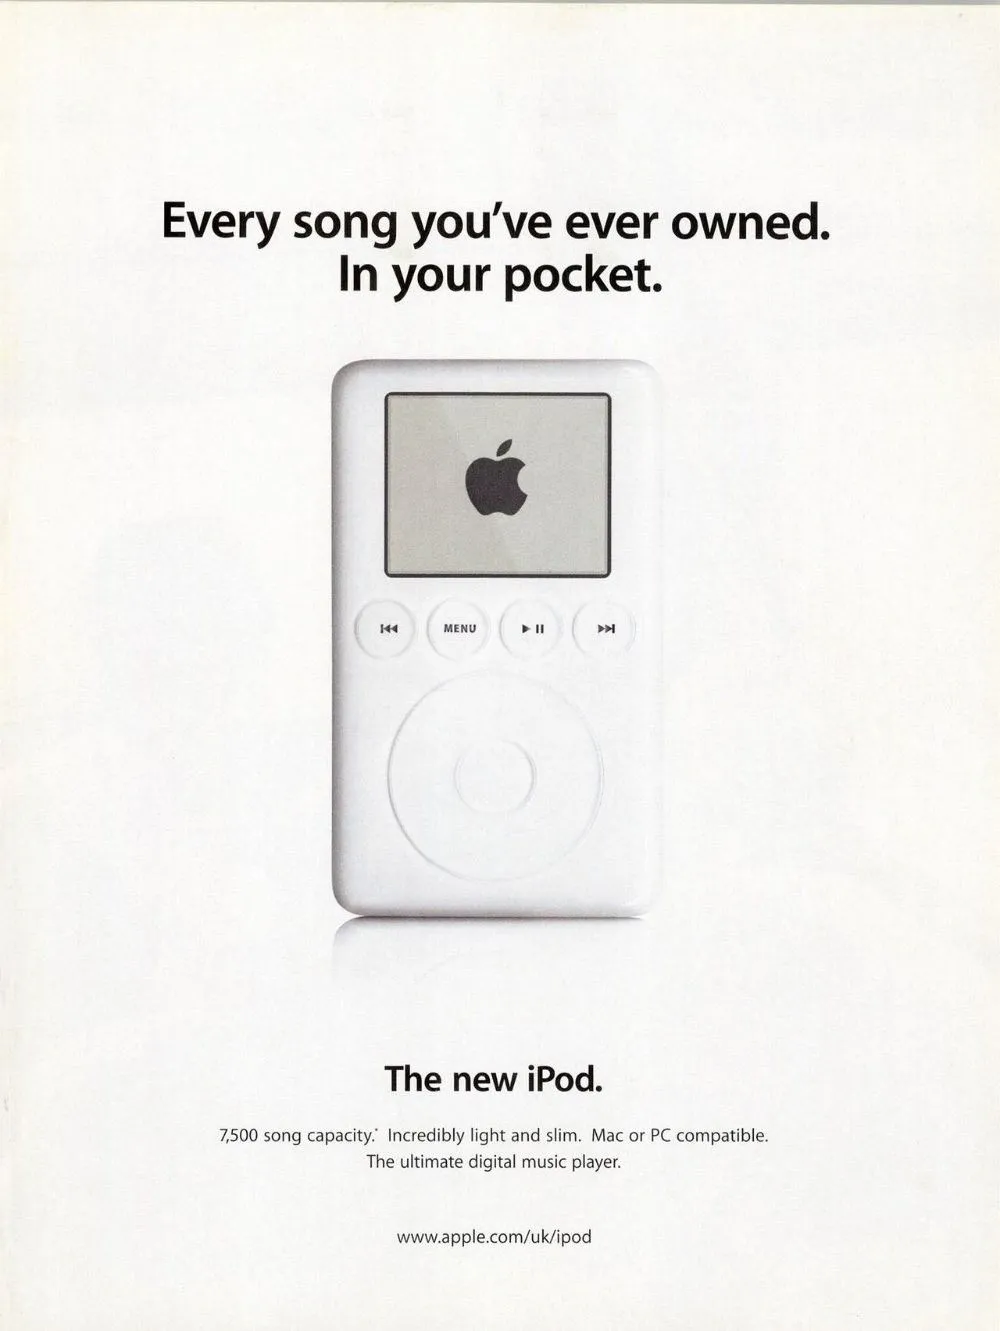 Every song you’ve ever owned.
In your pocket.
MENU
The new iPod.
7,500 song capacity.* Incredibly light and slim. Mac or PC compatible.
The ultimate digital music player.
www.apple.com/uk/ipod